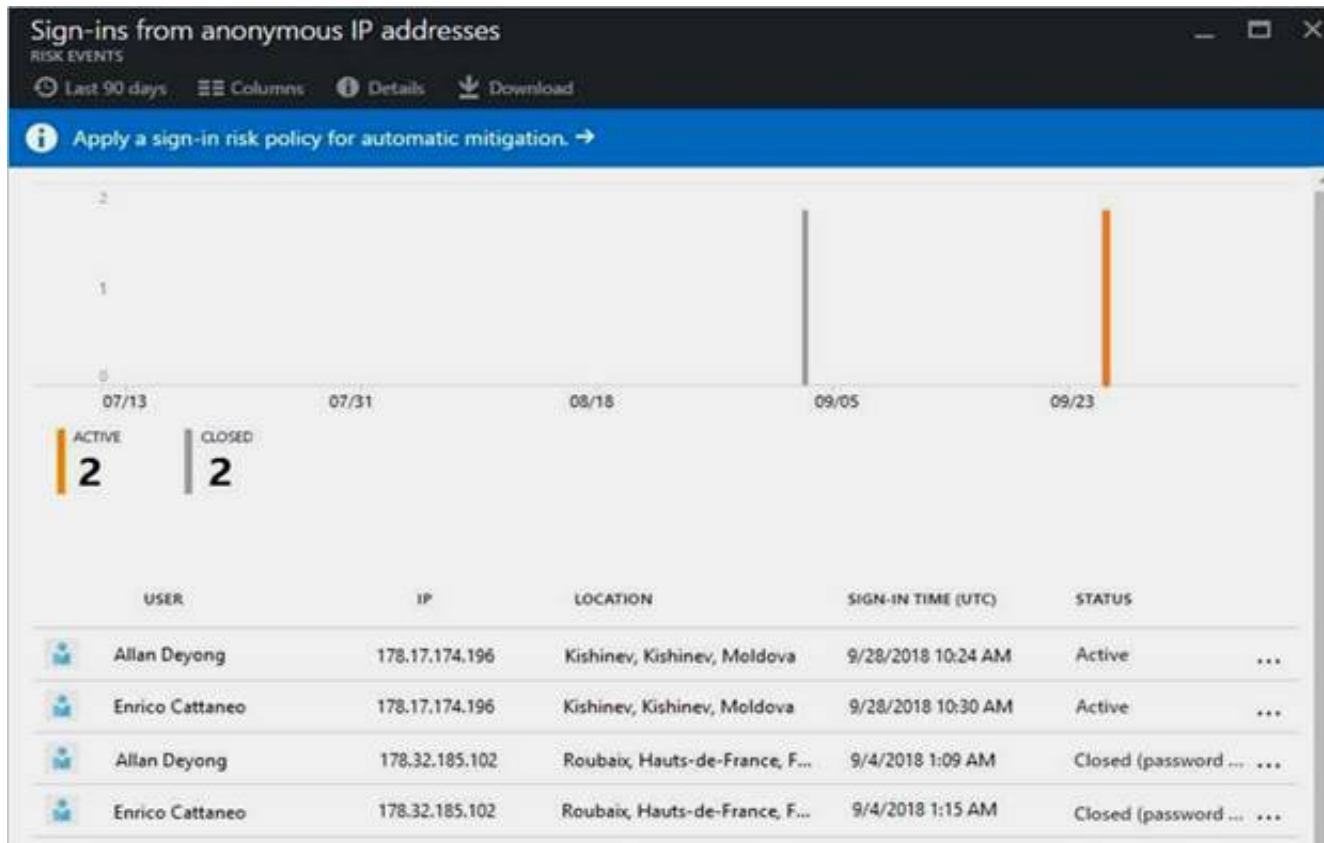 Sign-ins from anonymous IP addresses
RISK EVENTS
Last 90 days Columns Details Download
Apply a sign-in risk policy for automatic mitigation. →
2
1
0
07/13 07/31 08/18 09/05 09/23
ACTIVE CLOSED
2 2
USER IP LOCATION SIGN-IN TIME (UTC) STATUS
Allan Deyong 178.17.174.196 Kishinev, Kishinev, Moldova 9/28/2018 10:24 AM Active ...
Enrico Cattaneo 178.17.174.196 Kishinev, Kishinev, Moldova 9/28/2018 10:30 AM Active ...
Allan Deyong 178.32.185.102 Roubaix, Hauts-de-France, F... 9/4/2018 1:09 AM Closed (password ... ...
Enrico Cattaneo 178.32.185.102 Roubaix, Hauts-de-France, F... 9/4/2018 1:15 AM Closed (password ... ...